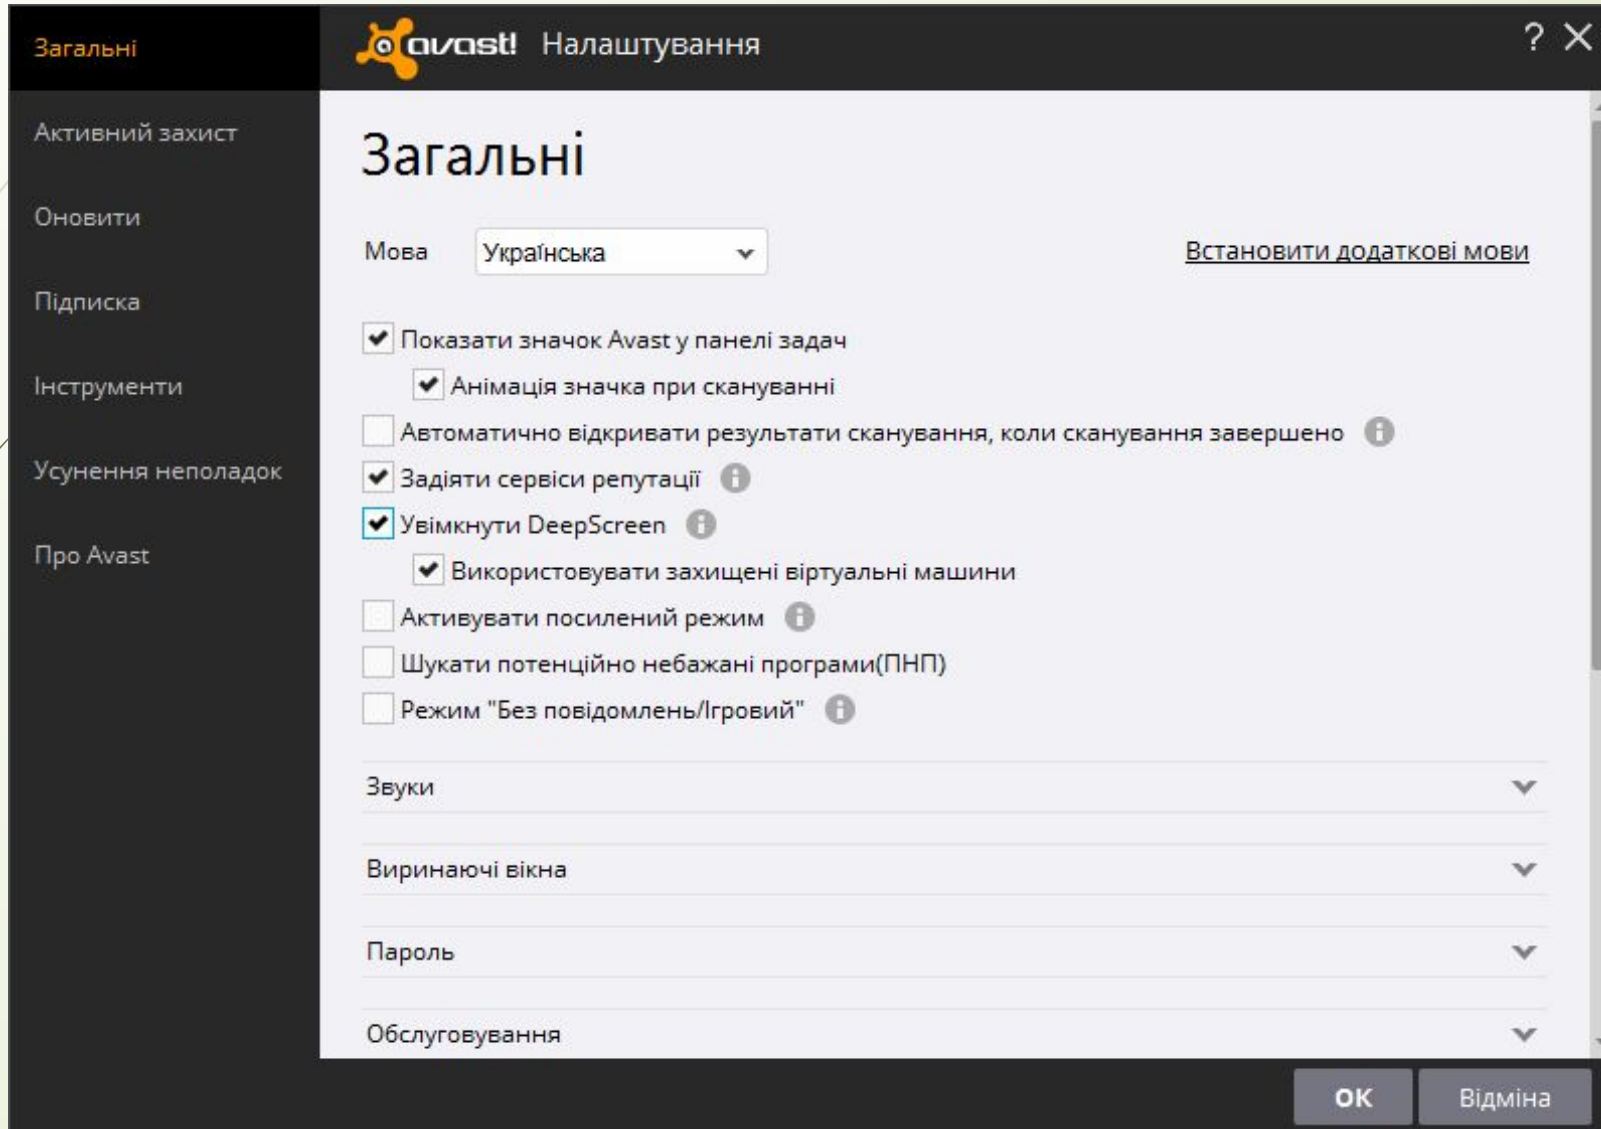 Загальні
avast! Налаштування
?
Активний захист
Оновити
Підписка
Інструменти
Усунення неполадок
Про Avast
Загальні
Мова Українська Встановити додаткові мови
Показати значок Avast у панелі задач
Анімація значка при скануванні
Автоматично відкривати результати сканування, коли сканування завершено
Задіяти сервіси репутації
Увімкнути DeepScreen
Використовувати захищені віртуальні машини
Активувати посилений режим
Шукати потенційно небажані програми(ПНП)
Режим "Без повідомлень/Ігровий"
Звуки
Виринаючі вікна
Пароль
Обслуговування
ОК Відміна